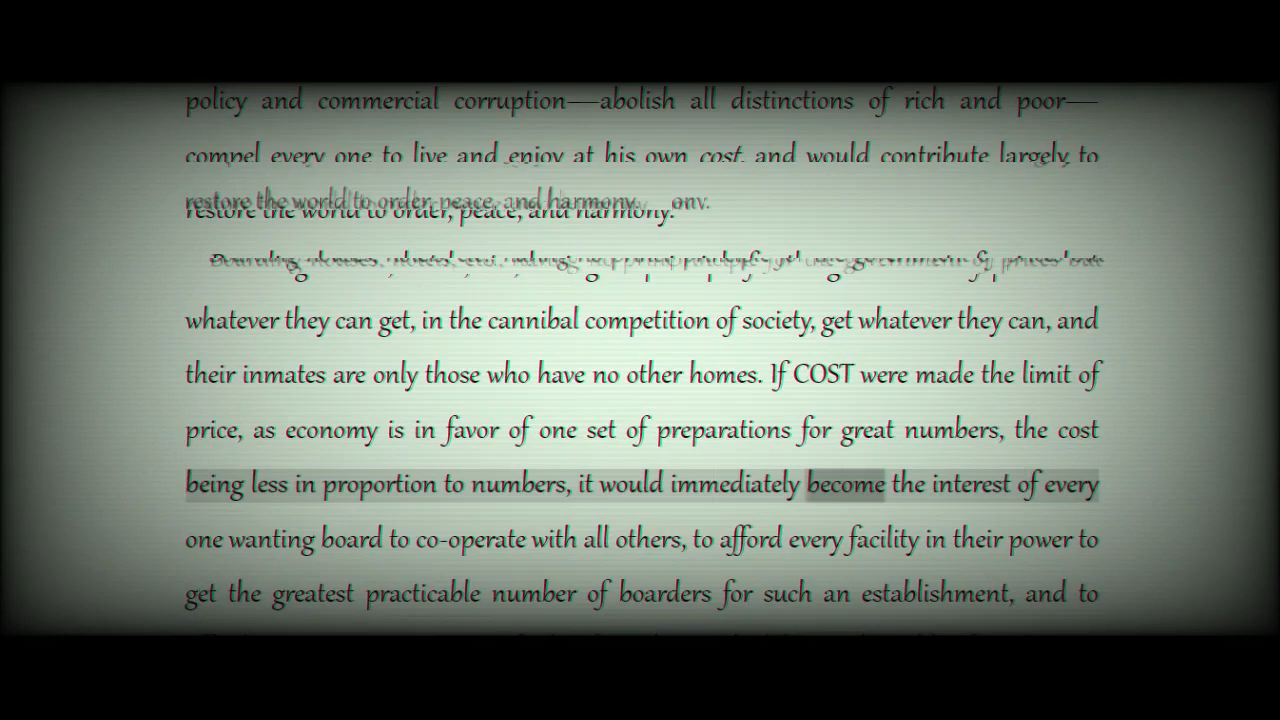 policy and commercial corruption—abolish all distinctions of rich and poor—
compel every one to live and enjoy at his own cost, and would contribute largely to
restore the world to order, peace, and harmony.
whatever they can get, in the cannibal competition of society, get whatever they can, and
their inmates are only those who have no other homes. If COST were made the limit of
price, as economy is in favor of one set of preparations for great numbers, the cost
being less in proportion to numbers, it would immediately become the interest of every
one wanting board to co-operate with all others, to afford every facility in their power to
get the greatest practicable number of boarders for such an establishment, and to